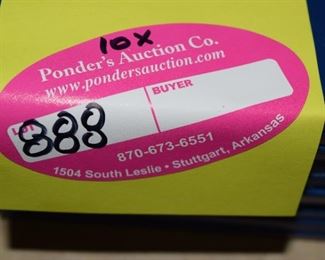 10x
Ponder's Auction Co.
www.pondersauction.com
BUYER
LOT
888
870-673-6551
1504 South Leslie • Stuttgart, Arkansas